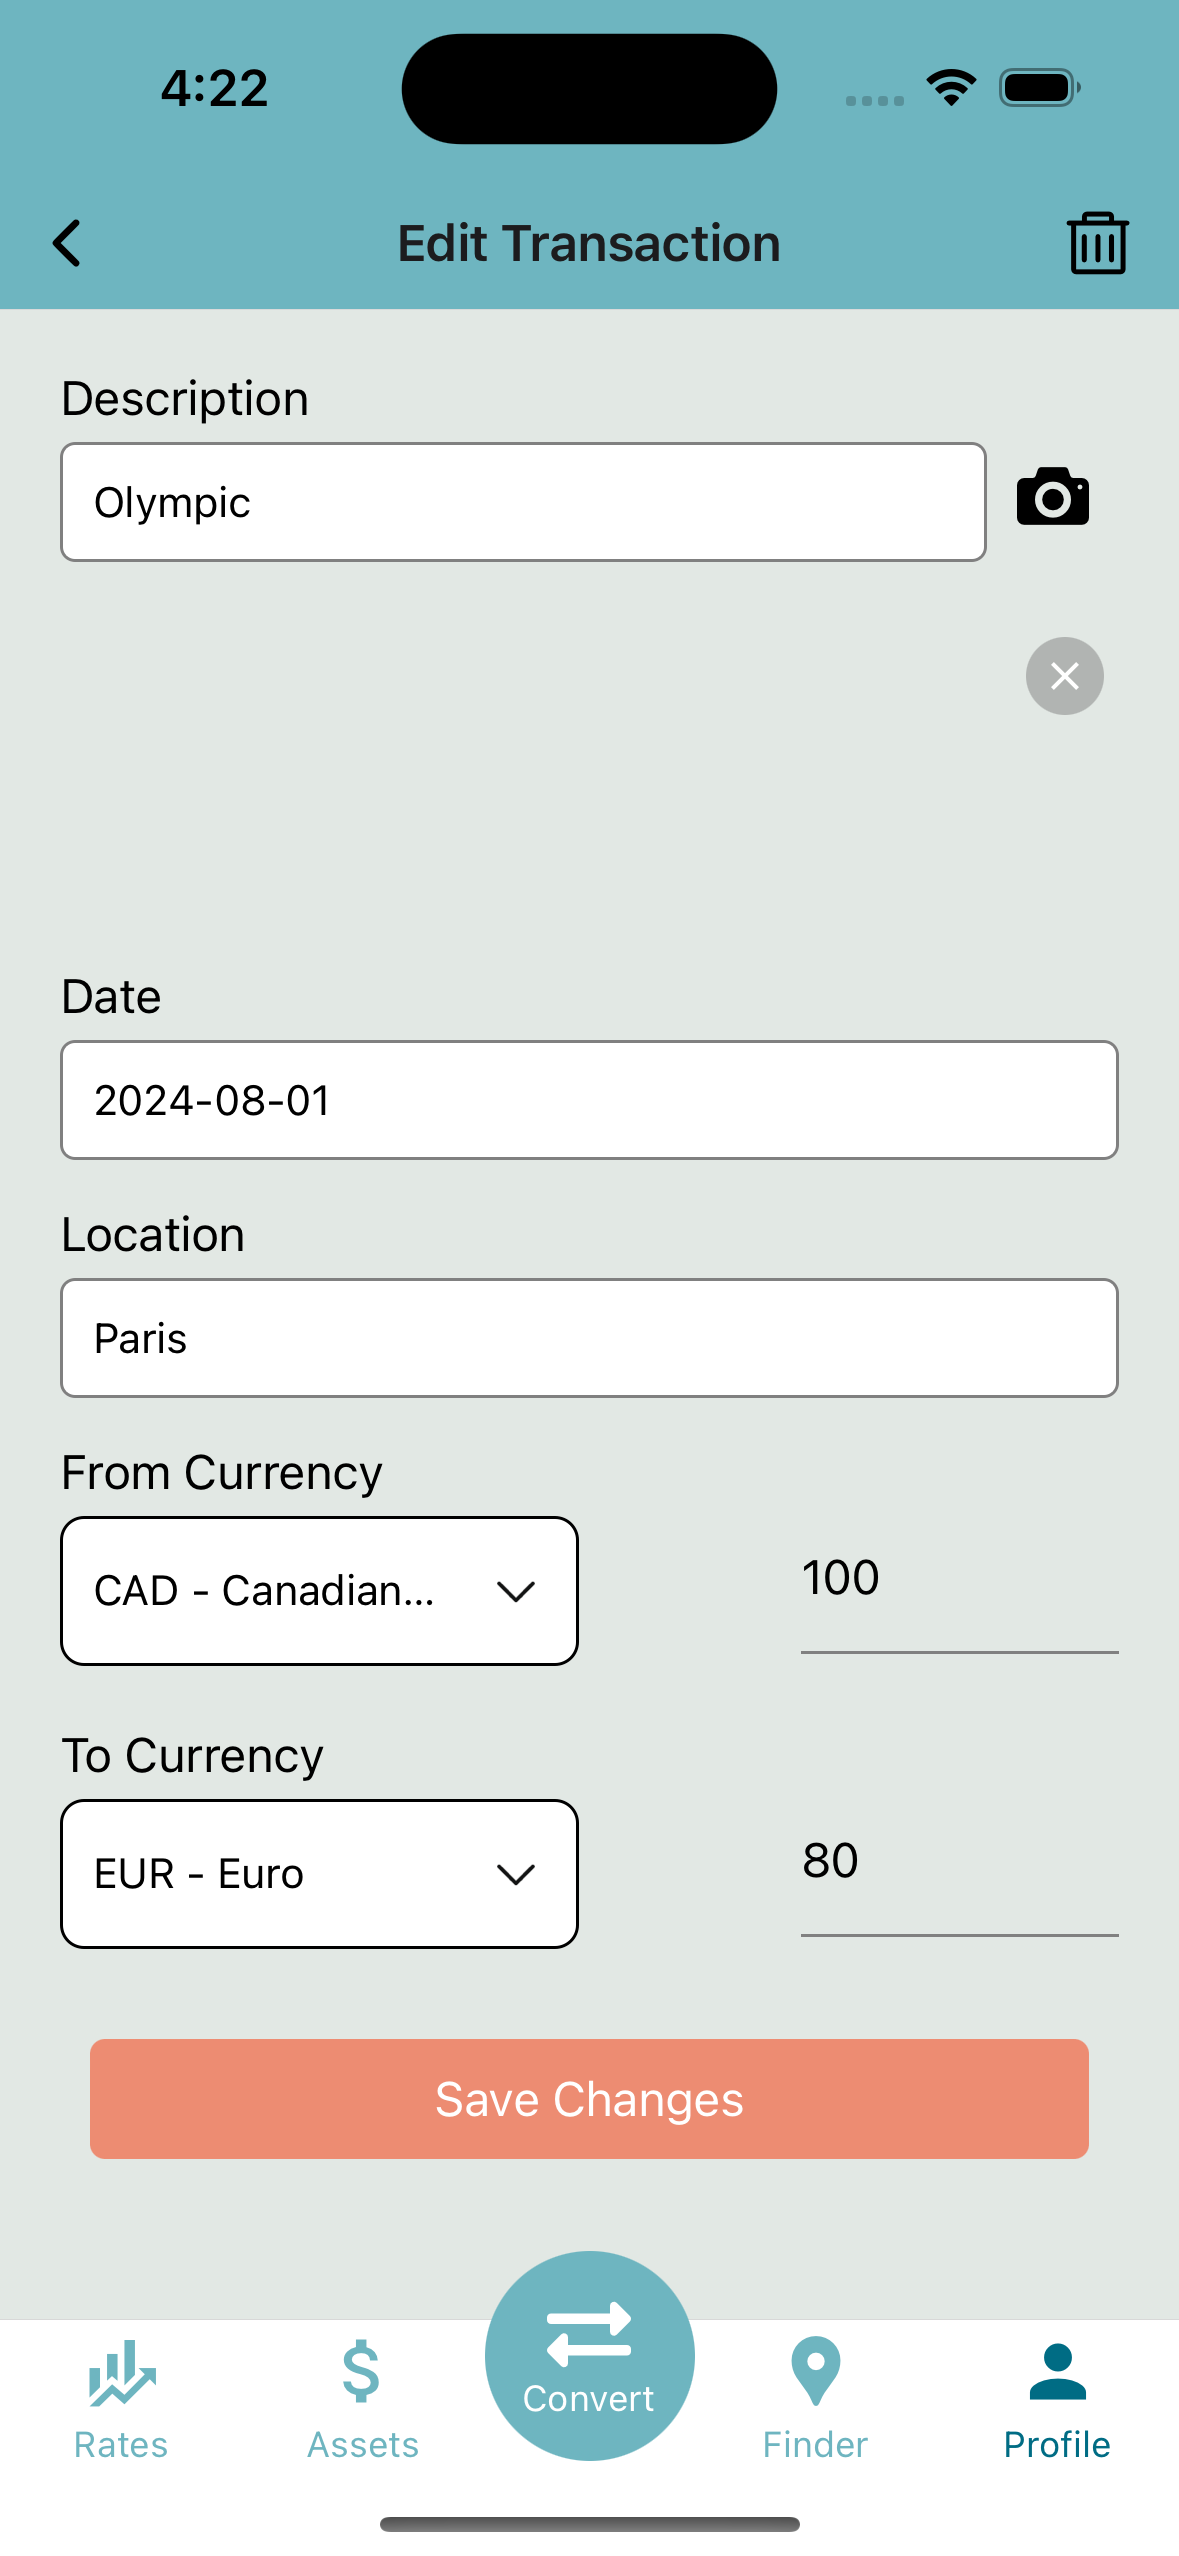 4:22
Edit Transaction
Description
Olympic
Date
2024-08-01
Location
Paris
From Currency
CAD - Canadian...
100
To Currency
EUR - Euro
80
Save Changes
Rates
Assets
Convert
Finder
Profile